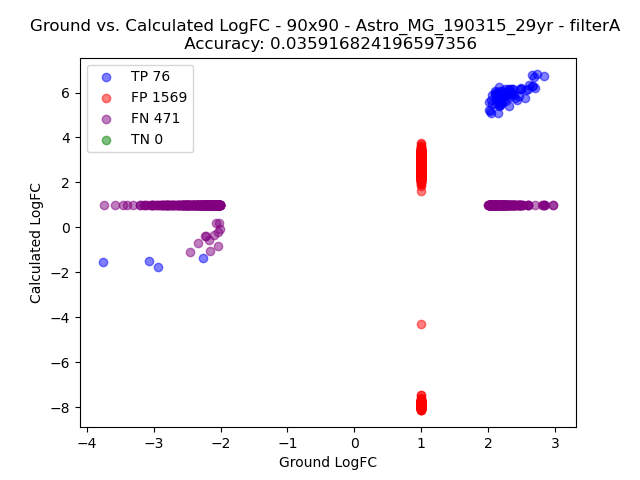 Ground vs. Calculated LogFC - 90x90 - Astro_MG_190315_29yr - filterA
Accuracy: 0.035916824196597356
TP 76
FP 1569
FN 471
TN 0
Calculated LogFC
6
4
2
0
−2
−4
−6
−8
−4
−3
−2
−1
0
1
2
3
Ground LogFC